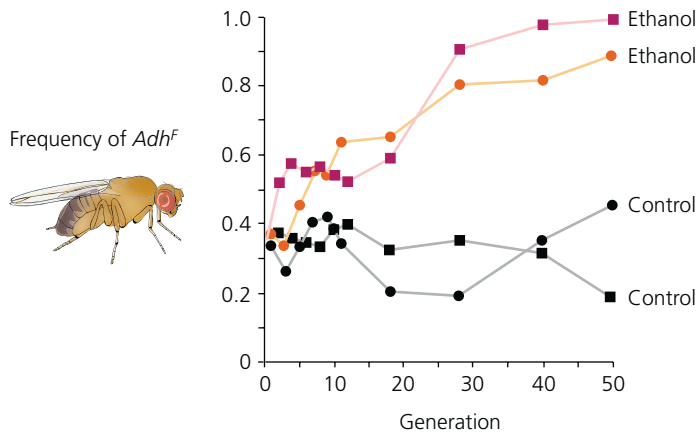 1.0
Ethanol
Ethanol
0.8
Frequency of Adhᶠ
0.6
0.4
Control
Control
0.2
0
0 10 20 30 40 50
Generation